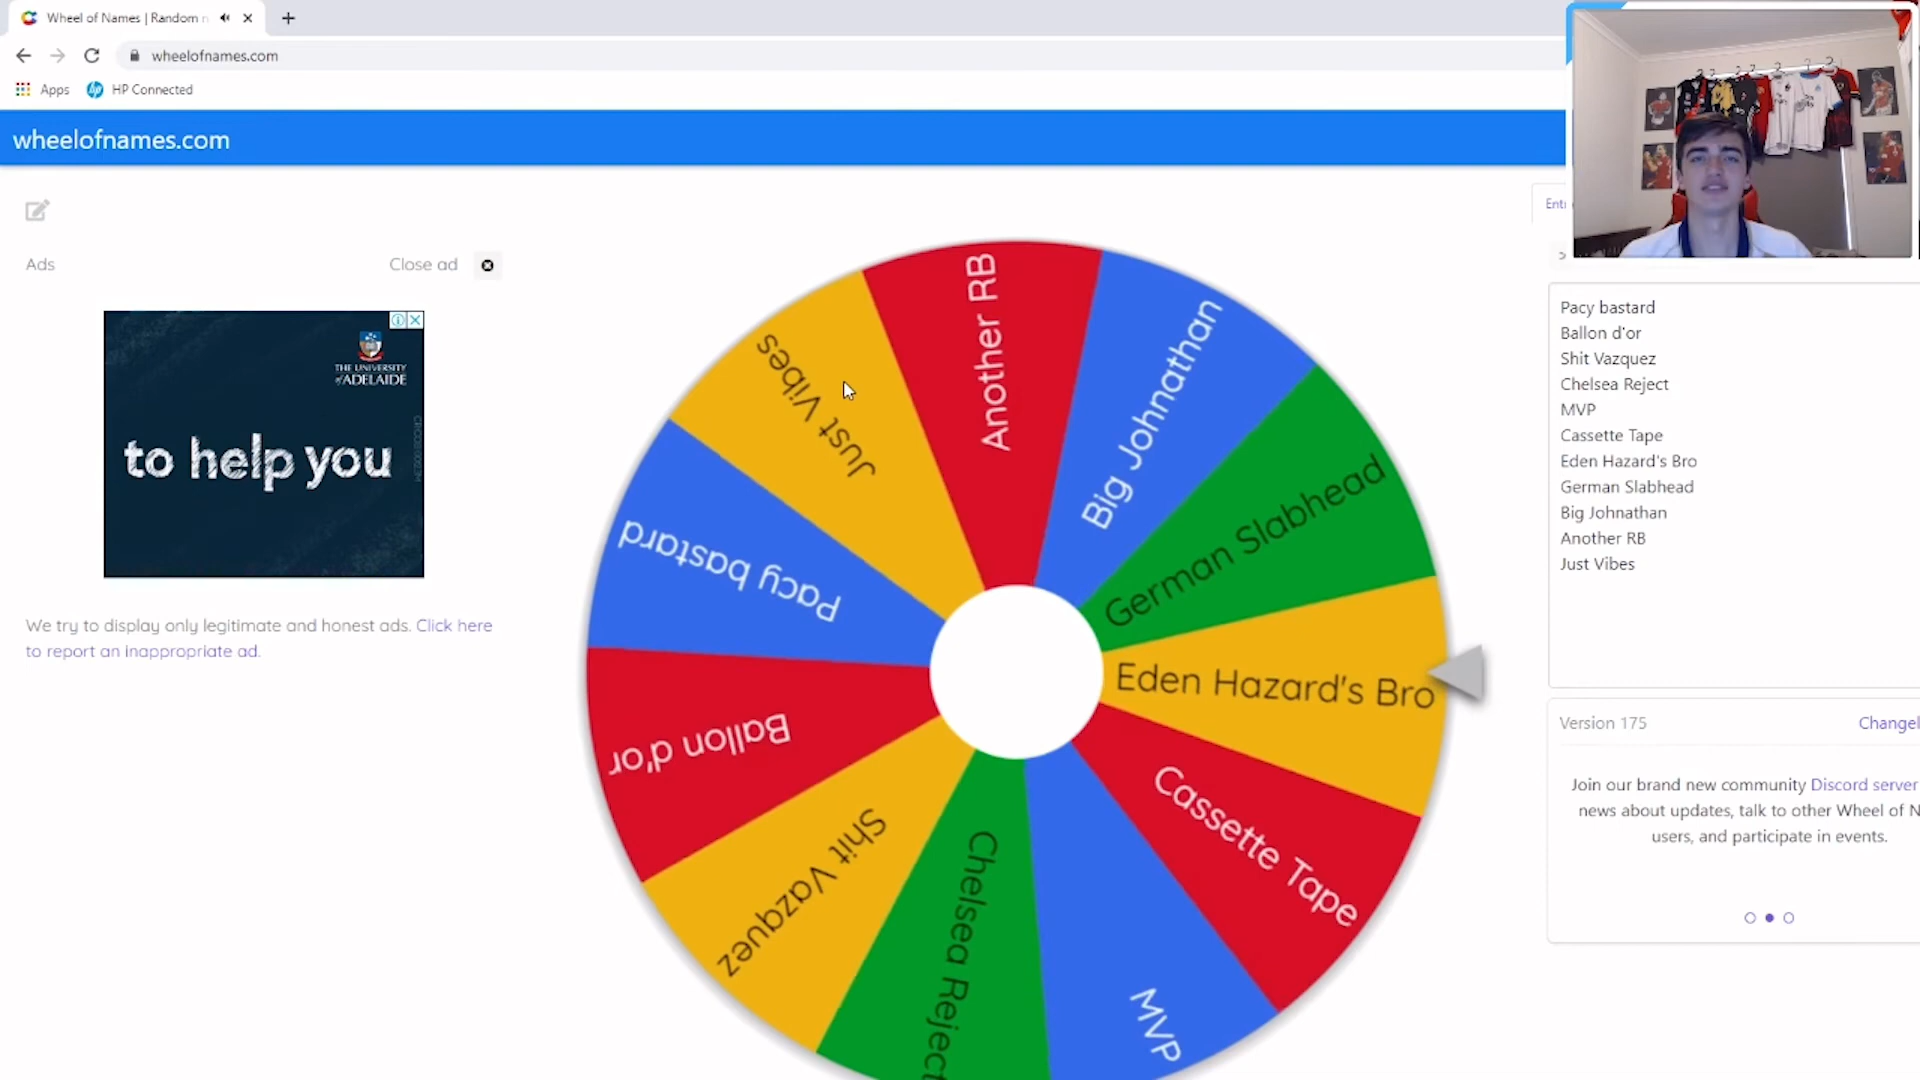 Wheel of Names | Random n
wheelofnames.com
Apps
HP Connected
wheelofnames.com
Ads
Close ad
THE UNIVERSITY
of ADELAIDE
to help you
We try to display only legitimate and honest ads. Click here
to report an inappropriate ad.
Another RB
Big Johnathan
German Slabhead
Eden Hazard's Bro
Cassette Tape
MVP
Chelsea Reject
Shit Vazquez
Ballon d'or
Pacy bastard
Just Vibes
Pacy bastard
Ballon d'or
Shit Vazquez
Chelsea Reject
MVP
Cassette Tape
Eden Hazard's Bro
German Slabhead
Big Johnathan
Another RB
Just Vibes
Version 175
Changel
Join our brand new community Discord server
news about updates, talk to other Wheel of N
users, and participate in events.